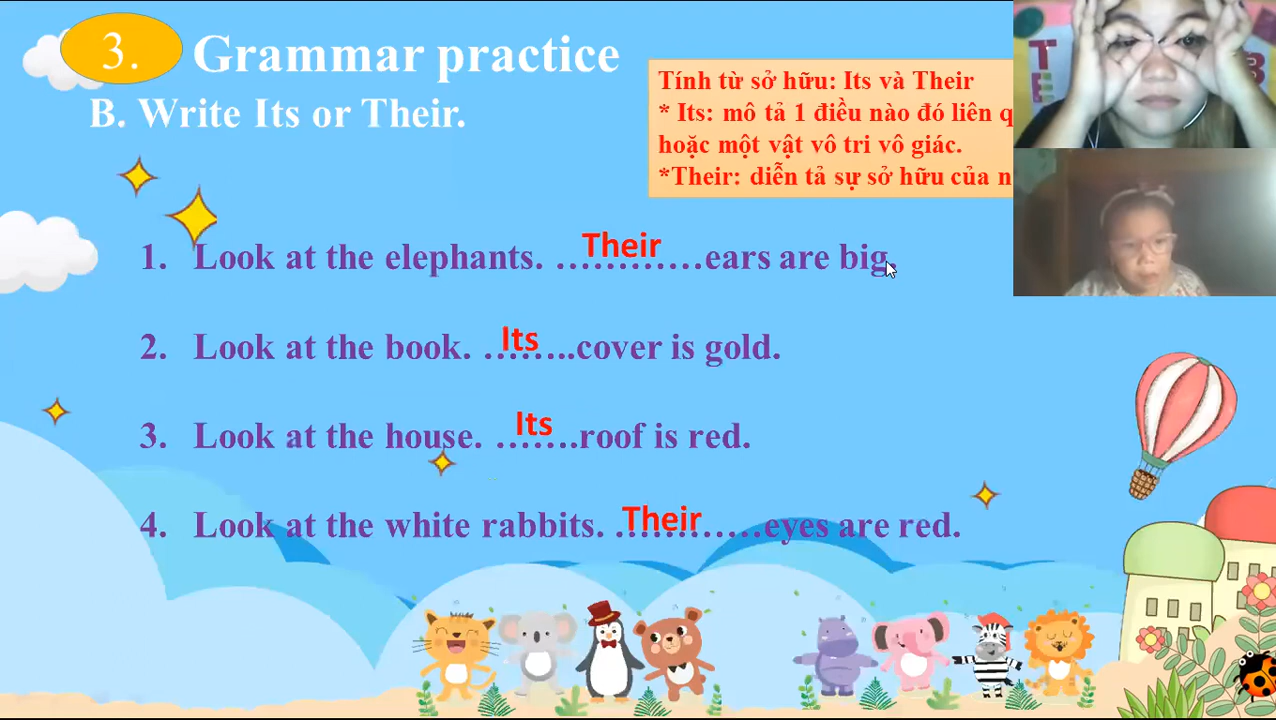 3. Grammar practice
B. Write Its or Their.
Tính từ sở hữu: Its và Their
* Its: mô tả 1 điều nào đó liên
hoặc một vật vô tri vô giác.
*Their: diễn tả sự sở hữu của
1. Look at the elephants. ............Their ears are big.
2. Look at the book. ........Its cover is gold.
3. Look at the house. .......Its roof is red.
4. Look at the white rabbits. ............Their eyes are red.